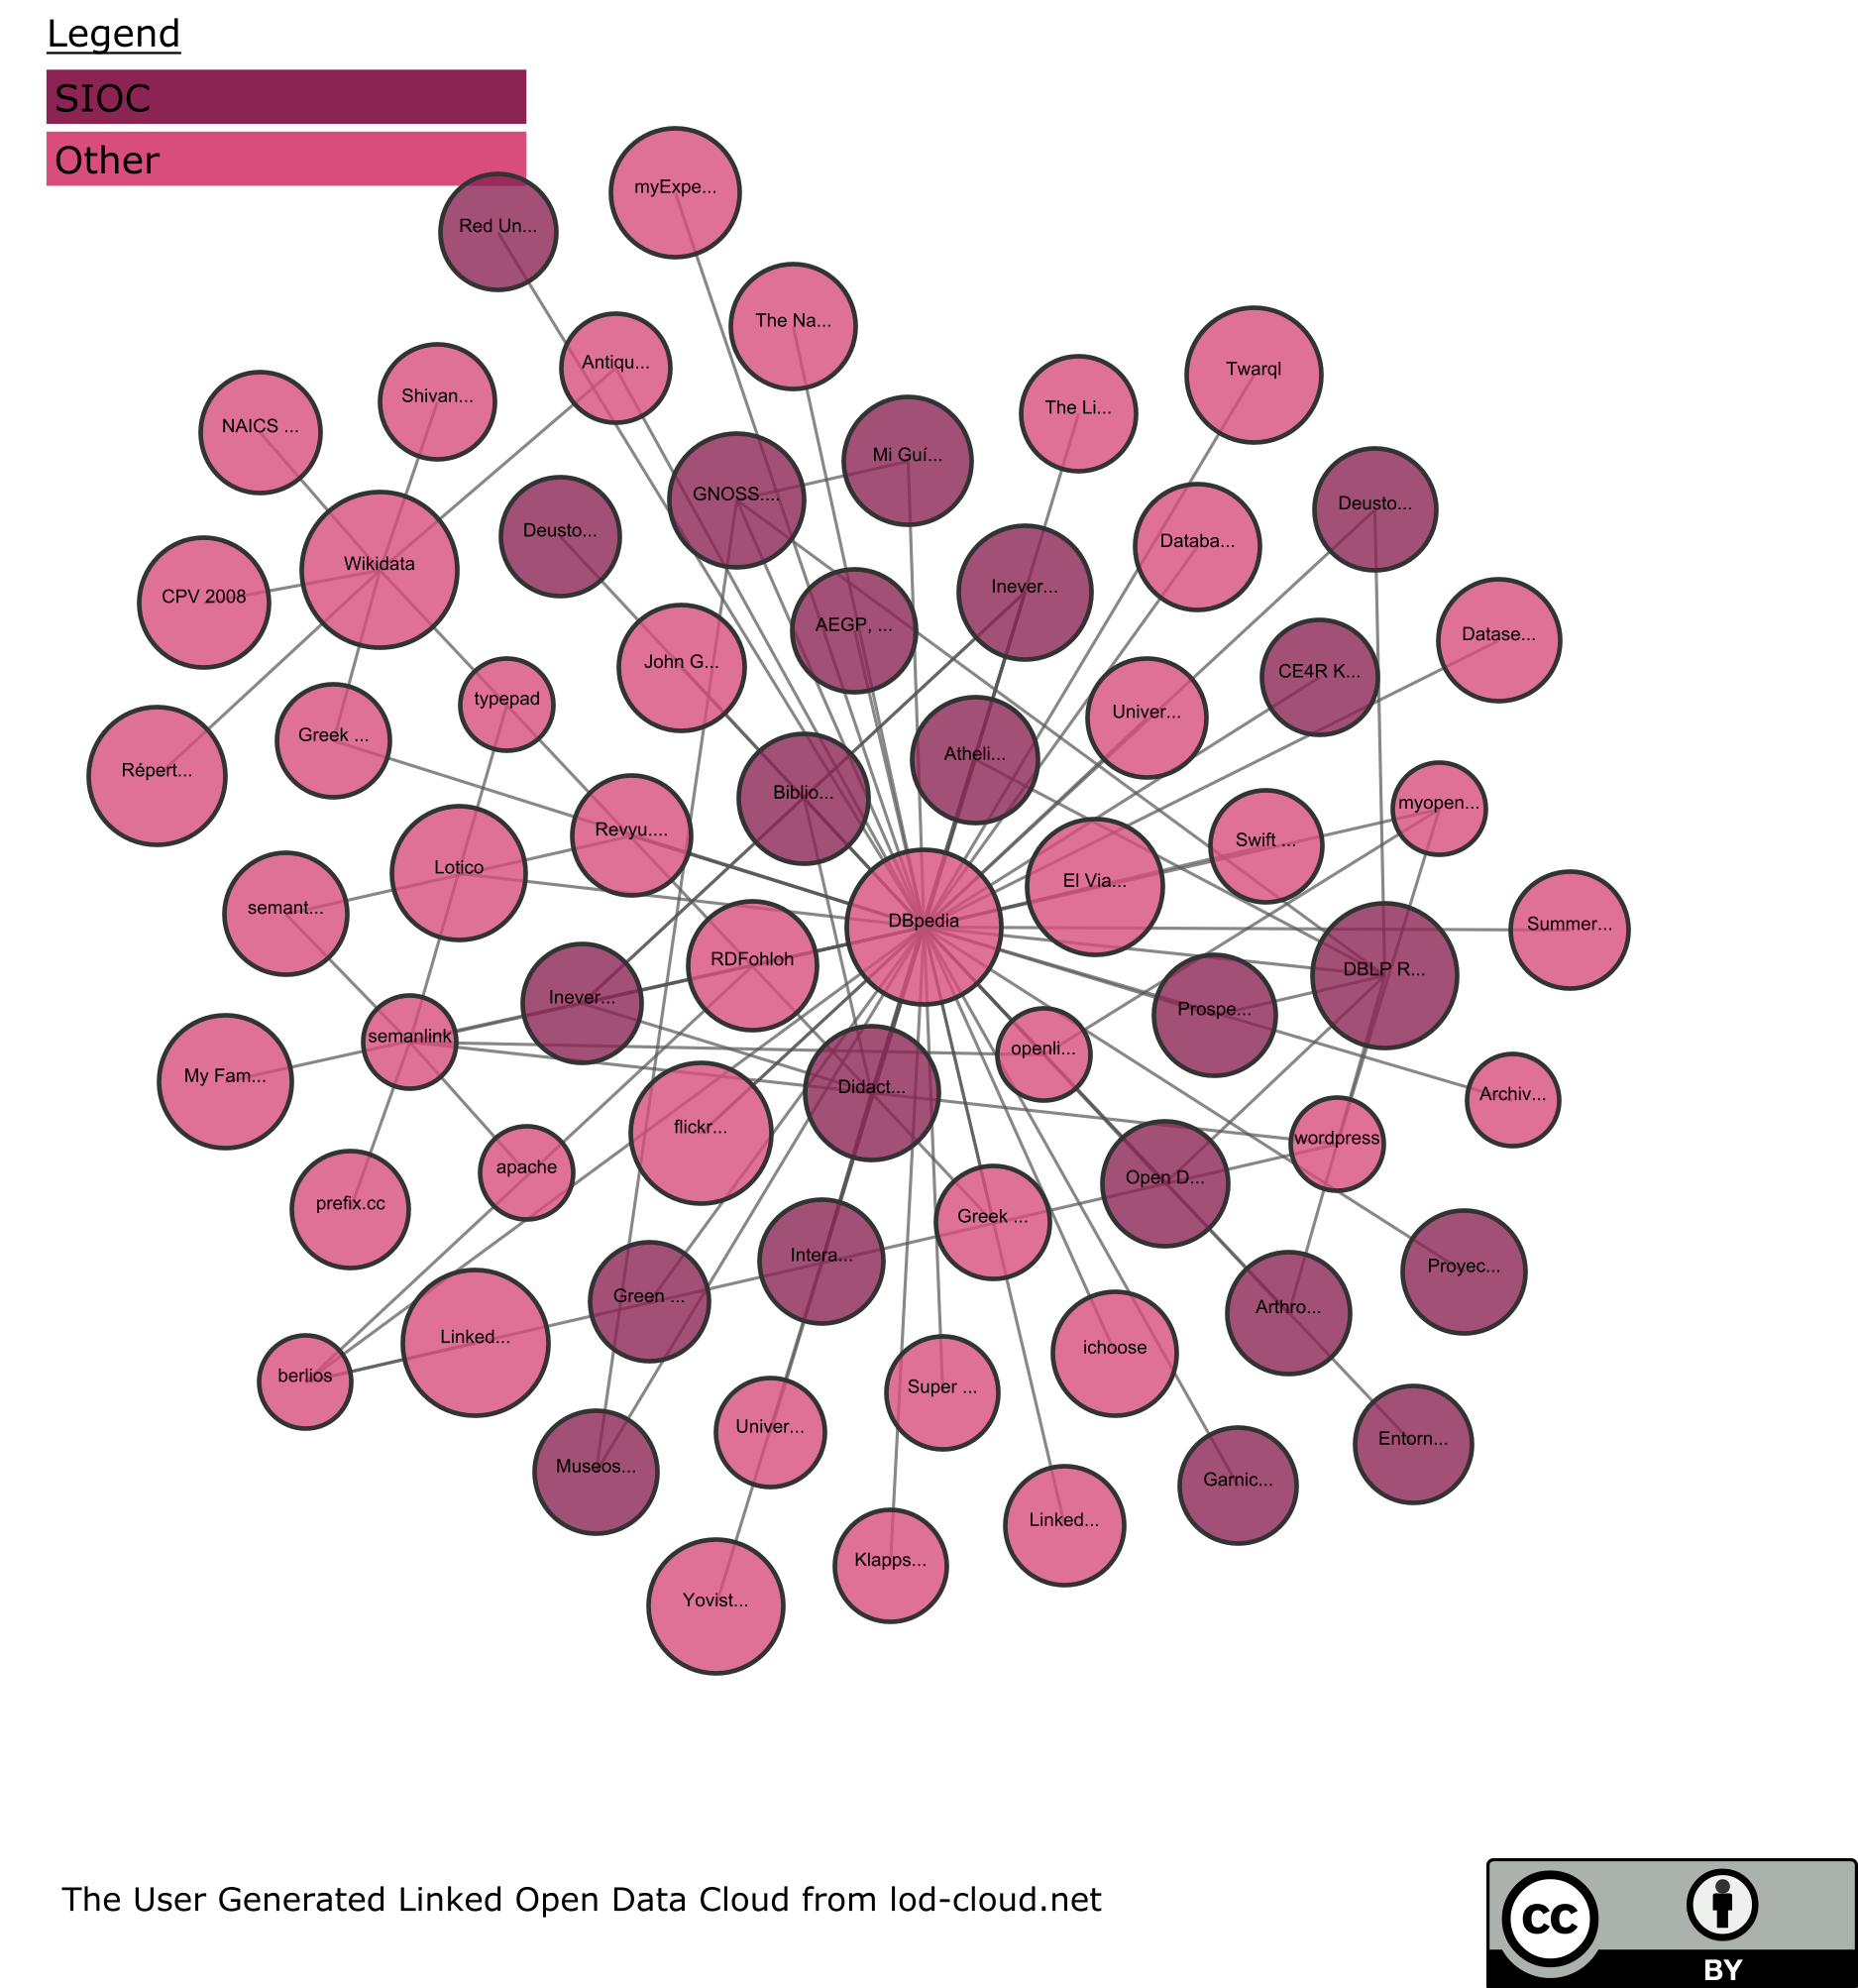 Legend
SIOC
Other
myExpe...
Red Un...
The Na...
Antiqu...
Twarql
Shivan...
The Li...
NAICS ...
Mi Guí...
GNOSS....
Deusto...
Deusto...
Databa...
Wikidata
Inever...
CPV 2008
AEGP, ...
Datase...
John G...
CE4R K...
typepad
Univer...
Greek ...
Atheli...
Répert...
Biblio...
myopen...
Revyu....
Swift ...
Lotico
El Via...
semant...
DBpedia
Summer...
RDFohloh
DBLP R...
Inever...
Prospe...
semanlink
openli...
My Fam...
Didact...
Archiv...
flickr...
wordpress
apache
Open D...
prefix.cc
Greek ...
Intera...
Proyec...
Green ...
Arthro...
Linked...
ichoose
berlios
Super ...
Univer...
Entorn...
Museos...
Garnic...
Linked...
Klapps...
Yovist...
The User Generated Linked Open Data Cloud from lod-cloud.net
cc
BY